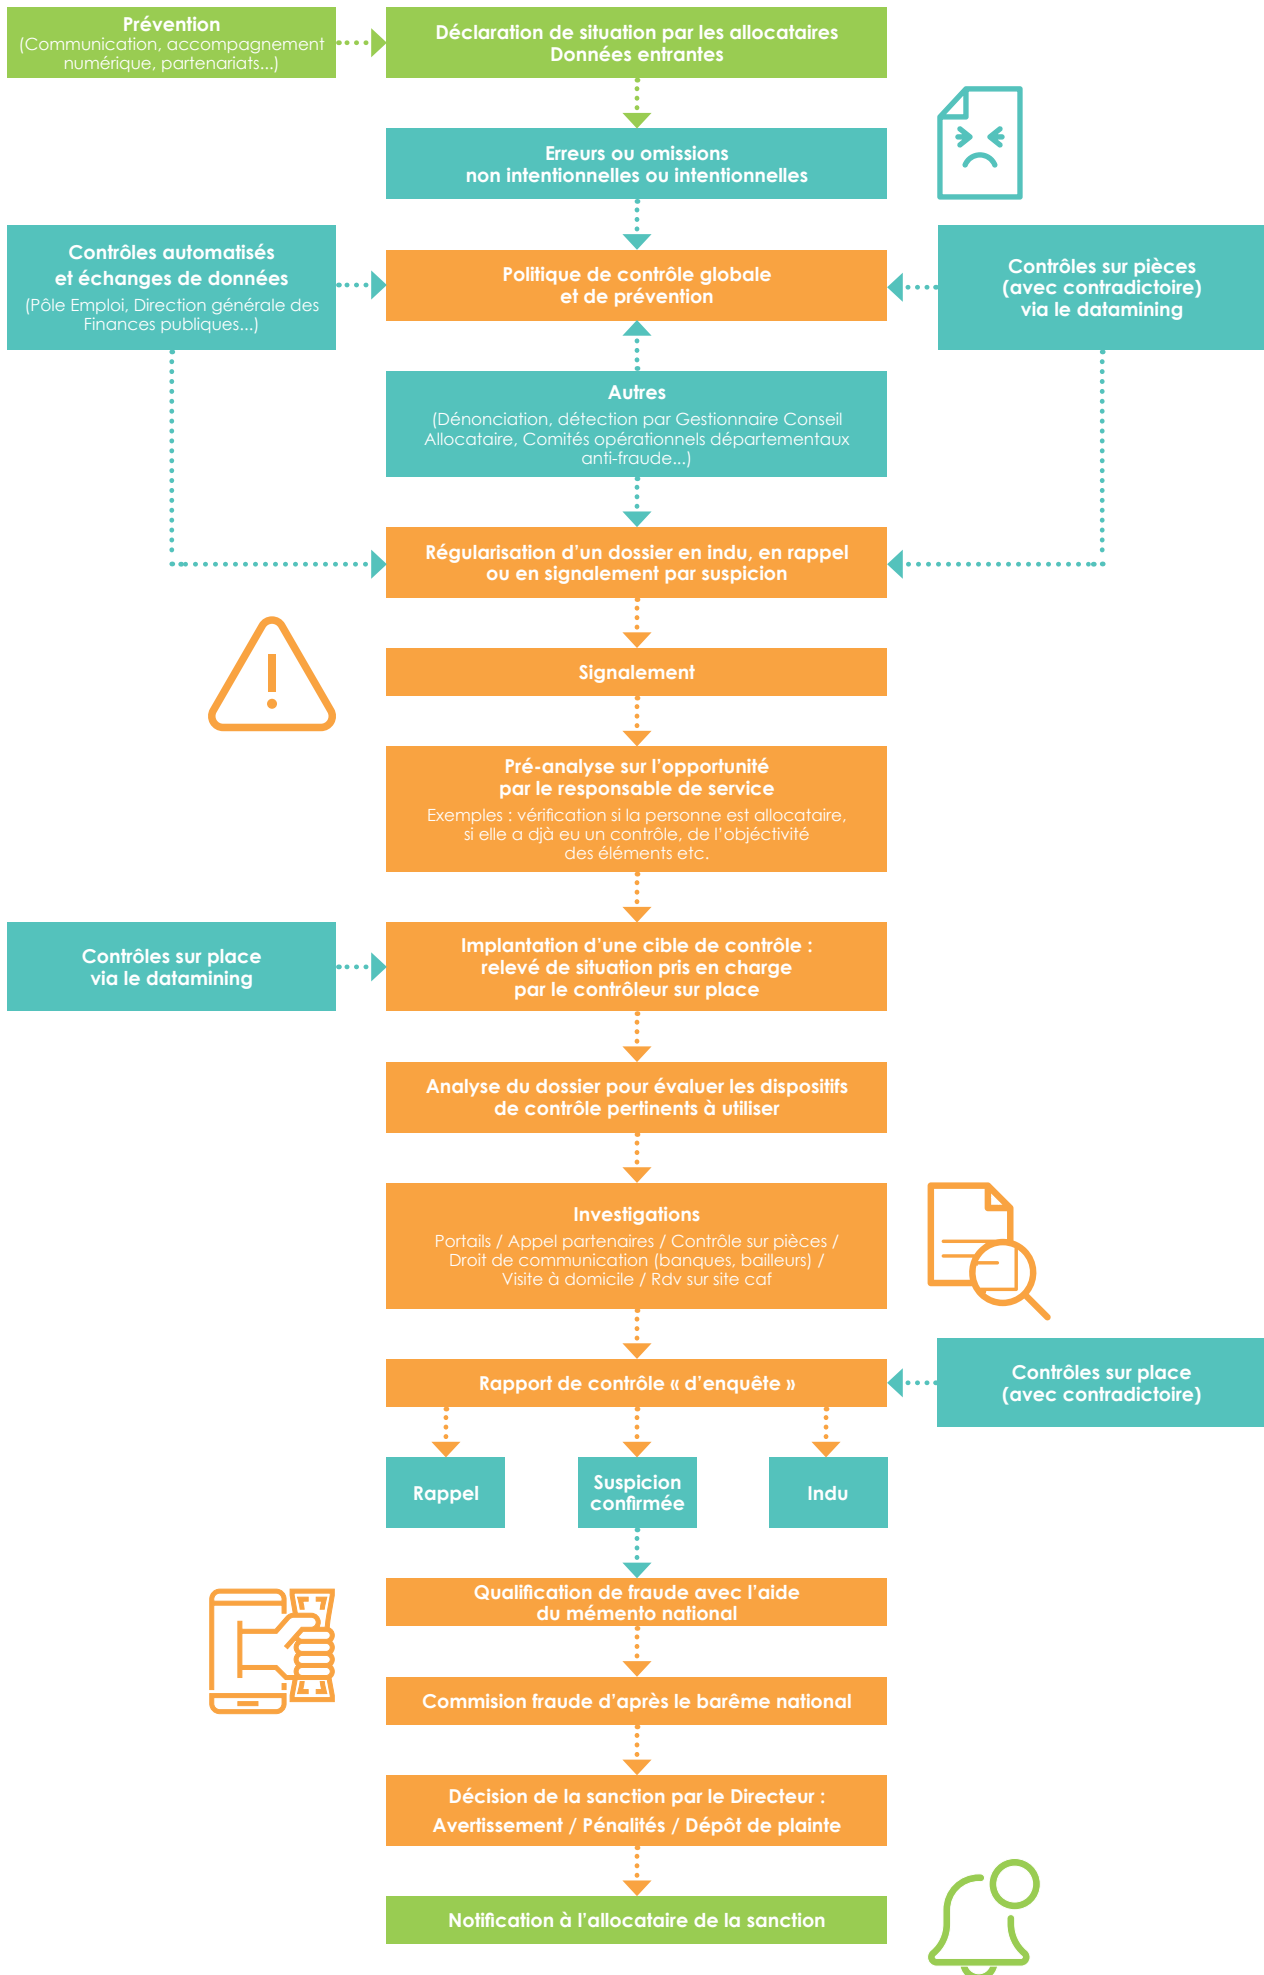 Prévention
(Communication, accompagnement
numérique, partenariats...)
Déclaration de situation par les allocataires
Données entrantes
Erreurs ou omissions
non intentionnelles ou intentionnelles
Contrôles automatisés
et échanges de données
(Pôle Emploi, Direction générale des
Finances publiques...)
Politique de contrôle globale
et de prévention
Contrôles sur pièces
(avec contradictoire)
via le datamining
Autres
(Dénonciation, détection par Gestionnaire Conseil
Allocataire, Comités opérationnels départementaux
anti-fraude...)
Régularisation d’un dossier en indu, en rappel
ou en signalement par suspicion
Signalement
Pré-analyse sur l’opportunité
par le responsable de service
Exemples : vérification si la personne est allocataire,
si elle a djà eu un contrôle, de l’objéctivité
des éléments etc.
Contrôles sur place
via le datamining
Implantation d’une cible de contrôle :
relevé de situation pris en charge
par le contrôleur sur place
Analyse du dossier pour évaluer les dispositifs
de contrôle pertinents à utiliser
Investigations
Portails / Appel partenaires / Contrôle sur pièces /
Droit de communication (banques, bailleurs) /
Visite à domicile / Rdv sur site caf
Rapport de contrôle « d’enquête »
Contrôles sur place
(avec contradictoire)
Rappel
Suspicion
confirmée
Indu
Qualification de fraude avec l’aide
du mémento national
Commision fraude d’après le barême national
Décision de la sanction par le Directeur :
Avertissement / Pénalités / Dépôt de plainte
Notification à l’allocataire de la sanction